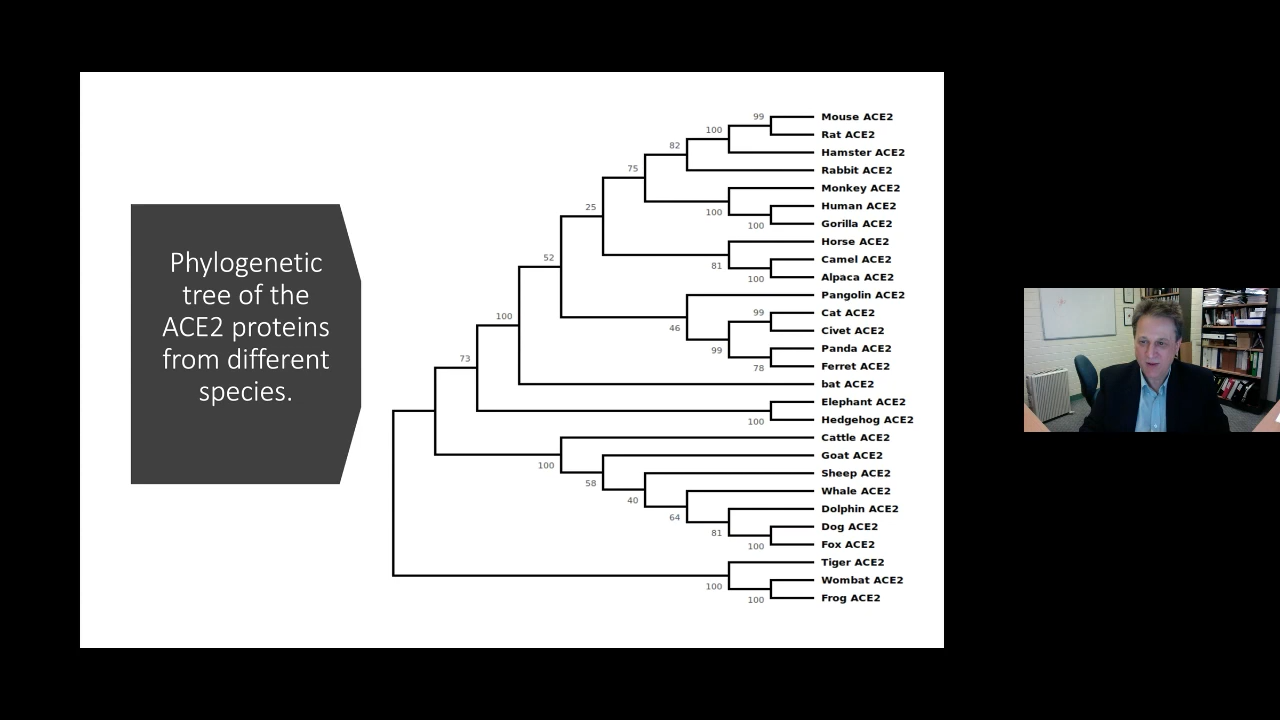 Phylogenetic
tree of the
ACE2 proteins
from different
species.
99
Mouse ACE2
100
Rat ACE2
82
Hamster ACE2
75
Rabbit ACE2
Monkey ACE2
25
100
Human ACE2
100
Gorilla ACE2
Horse ACE2
52
81
Camel ACE2
100
Alpaca ACE2
Pangolin ACE2
100
46
99
Cat ACE2
Civet ACE2
73
99
Panda ACE2
78
Ferret ACE2
bat ACE2
Elephant ACE2
100
Hedgehog ACE2
Cattle ACE2
100
Goat ACE2
58
Sheep ACE2
40
Whale ACE2
64
Dolphin ACE2
81
Dog ACE2
100
Fox ACE2
Tiger ACE2
100
Wombat ACE2
100
Frog ACE2